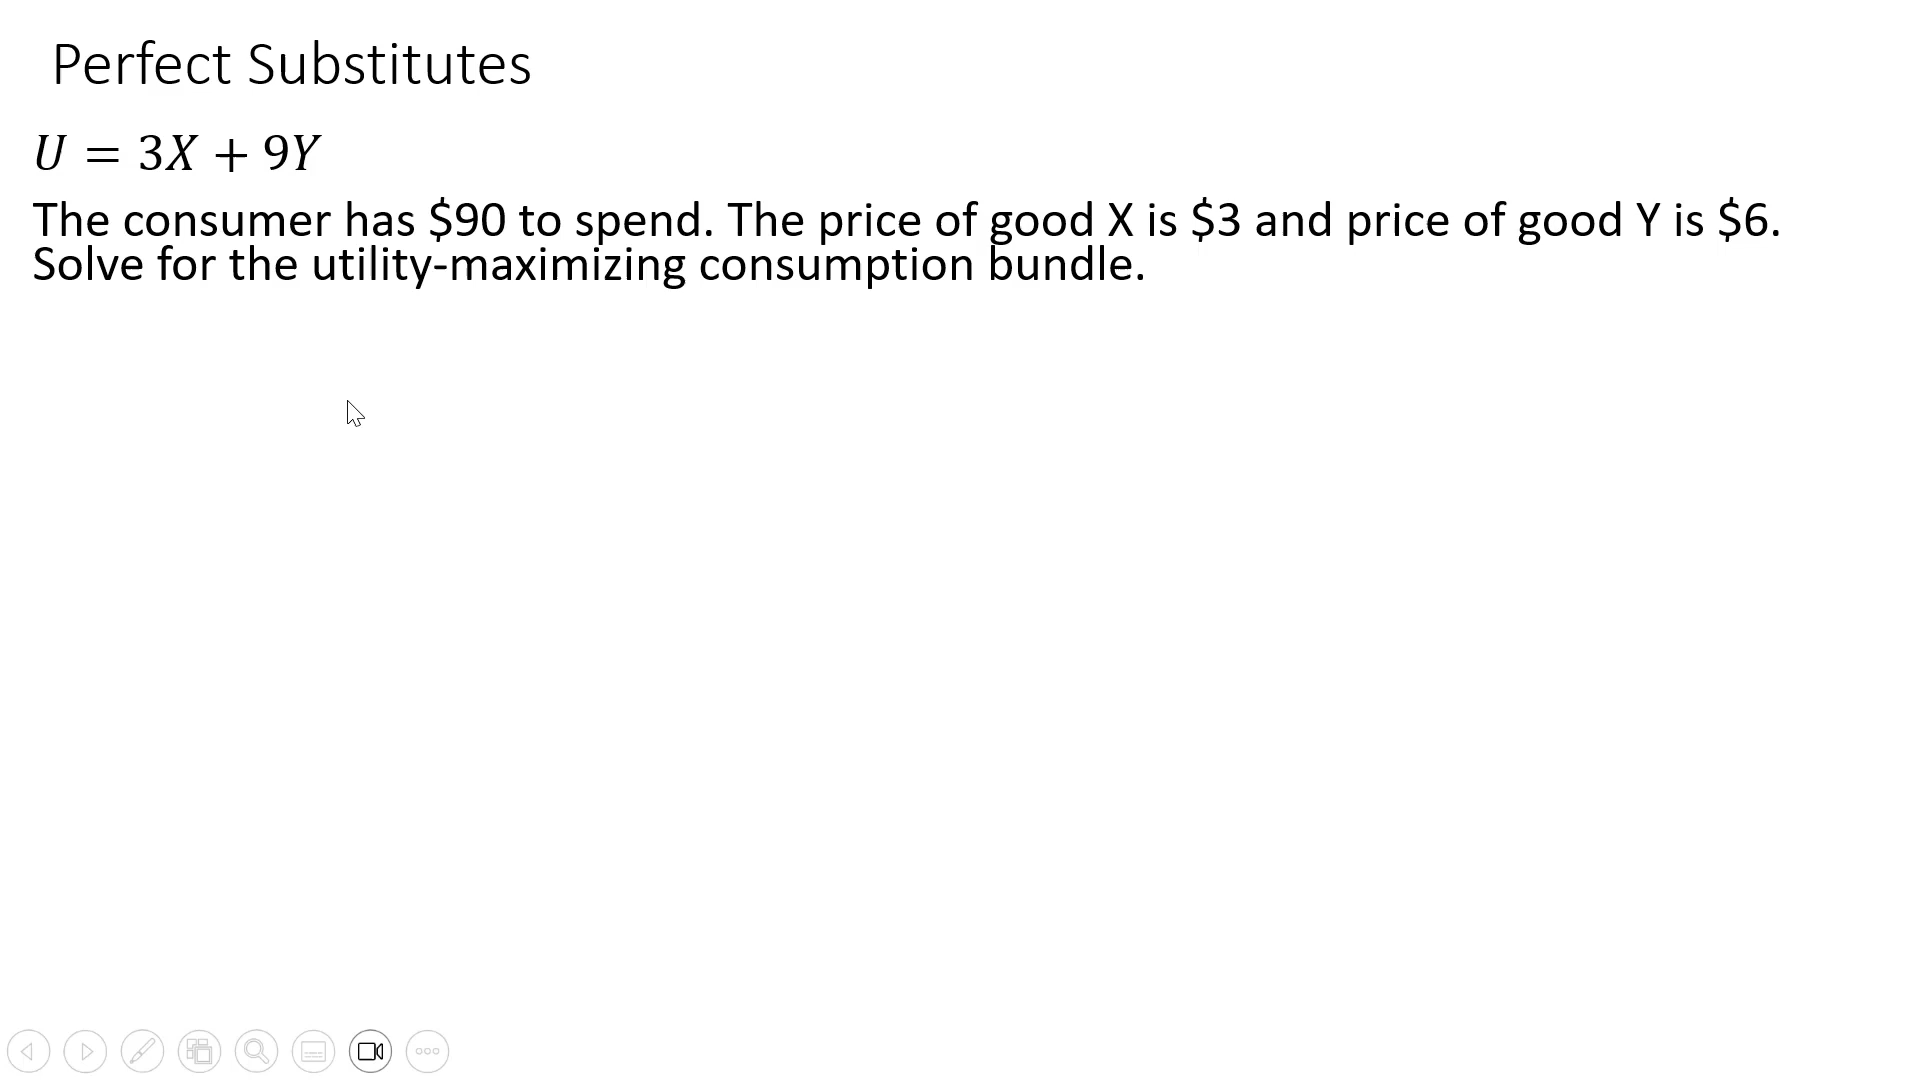 Perfect Substitutes
U = 3X + 9Y
The consumer has $90 to spend. The price of good X is $3 and price of good Y is $6.
Solve for the utility-maximizing consumption bundle.